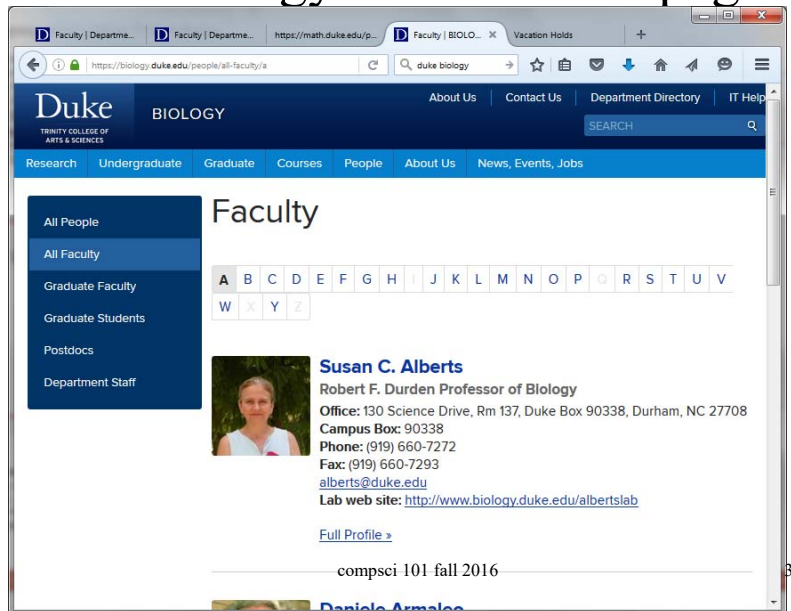 Faculty | Departme... Faculty | Departme... https://math.duke.edu/p... Faculty | BIOLO... Vacation Holds
https://biology.duke.edu/people/all-faculty/a duke biology
Duke
TRINITY COLLEGE OF
ARTS & SCIENCES
BIOLOGY
About Us Contact Us Department Directory IT Help
SEARCH
Research Undergraduate Graduate Courses People About Us News, Events, Jobs
All People
All Faculty
Graduate Faculty
Graduate Students
Postdocs
Department Staff
Faculty
A B C D E F G H I J K L M N O P Q R S T U V
W X Y Z
Susan C. Alberts
Robert F. Durden Professor of Biology
Office: 130 Science Drive, Rm 137, Duke Box 90338, Durham, NC 27708
Campus Box: 90338
Phone: (919) 660-7272
Fax: (919) 660-7293
alberts@duke.edu
Lab web site: http://www.biology.duke.edu/albertslab
Full Profile »
compsci 101 fall 2016 3
Daniele Armaleo